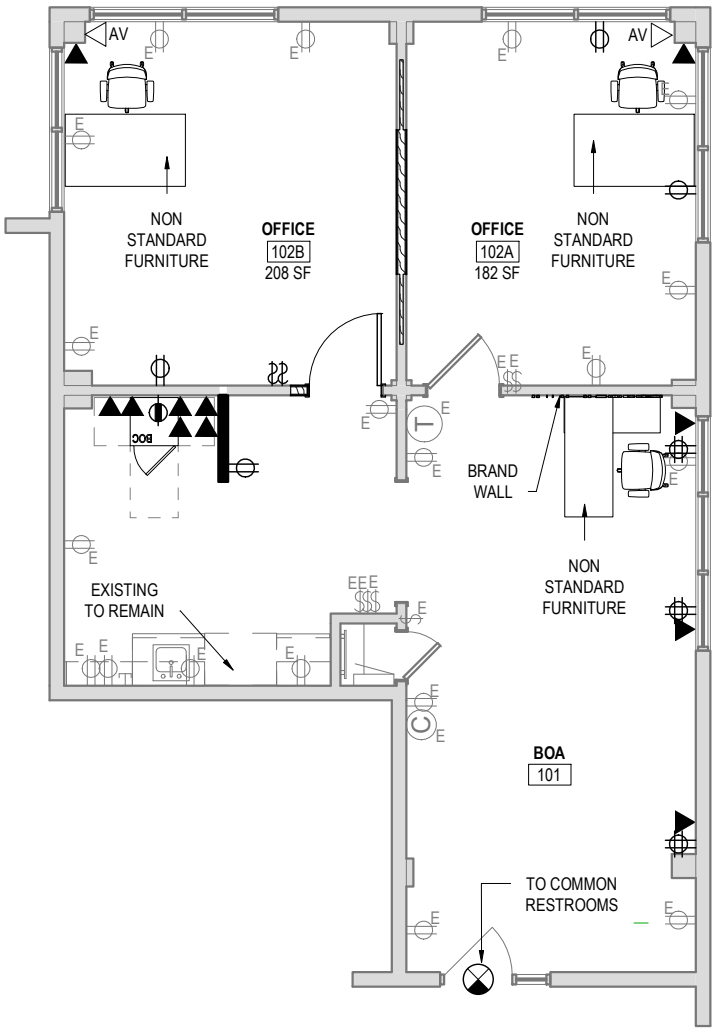 AV
AV
E
E
E
E
E
E
NON
STANDARD
FURNITURE
OFFICE
102B
208 SF
OFFICE
102A
182 SF
NON
STANDARD
FURNITURE
E
E
E
EE
E
BOC
E
T
E
E
E
BRAND
WALL
E
NON
STANDARD
FURNITURE
EXISTING
TO REMAIN
EEE
E
E
E
E
E
E
C
E
BOA
101
TO COMMON
RESTROOMS
E
E